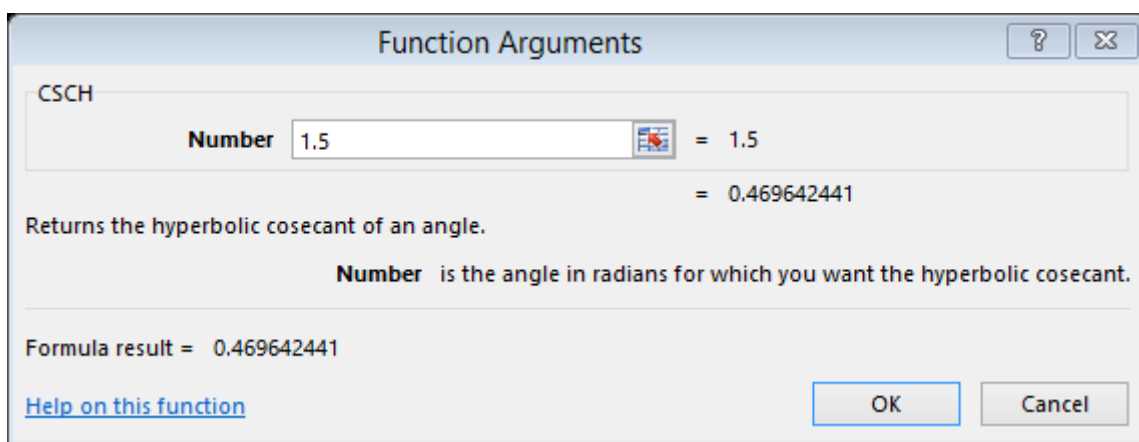 Function Arguments
CSCH
Number 1.5 = 1.5
= 0.469642441
Returns the hyperbolic cosecant of an angle.
Number is the angle in radians for which you want the hyperbolic cosecant.
Formula result = 0.469642441
Help on this function OK Cancel